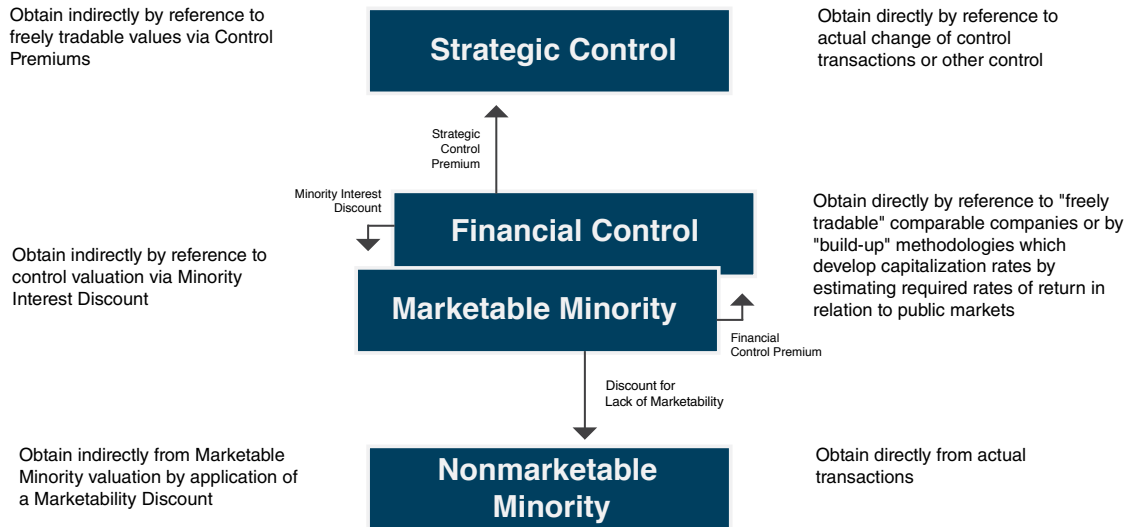 Obtain indirectly by reference to
freely tradable values via Control
Premiums
Strategic Control
Obtain directly by reference to
actual change of control
transactions or other control
Strategic
Control
Premium
Minority Interest
Discount
Financial Control
Obtain indirectly by reference to
control valuation via Minority
Interest Discount
Marketable Minority
Obtain directly by reference to "freely
tradable" comparable companies or by
"build-up" methodologies which
develop capitalization rates by
estimating required rates of return in
relation to public markets
Financial
Control Premium
Discount for
Lack of Marketability
Obtain indirectly from Marketable
Minority valuation by application of
a Marketability Discount
Nonmarketable
Minority
Obtain directly from actual
transactions